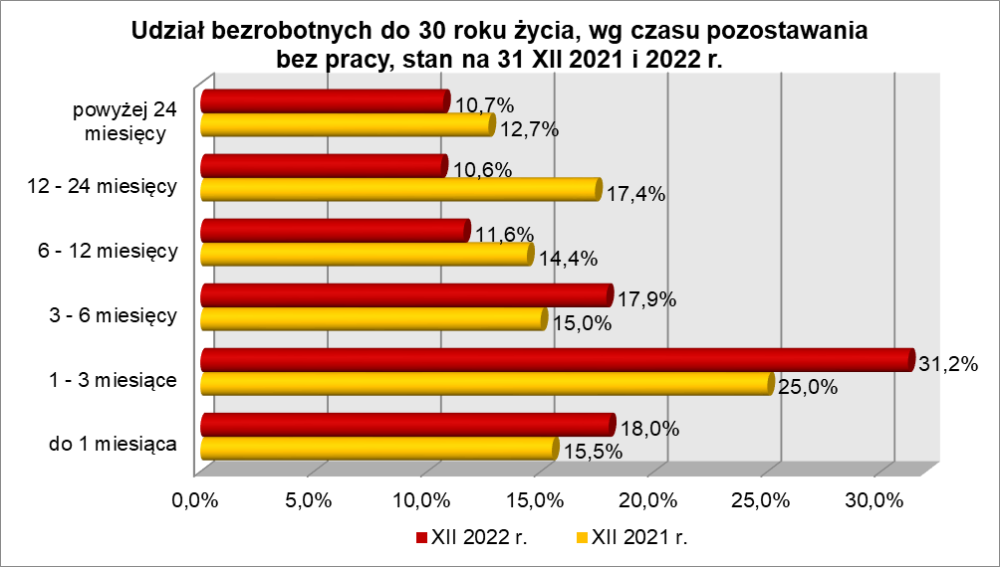 Udział bezrobotnych do 30 roku życia, wg czasu pozostawania
bez pracy, stan na 31 XII 2021 i 2022 r.
powyżej 24
miesięcy
10,7%
12,7%
12 - 24 miesięcy
10,6%
17,4%
6 - 12 miesięcy
11,6%
14,4%
3 - 6 miesięcy
17,9%
15,0%
1 - 3 miesiące
31,2%
25,0%
do 1 miesiąca
18,0%
15,5%
0,0% 5,0% 10,0% 15,0% 20,0% 25,0% 30,0%
XII 2022 r. XII 2021 r.